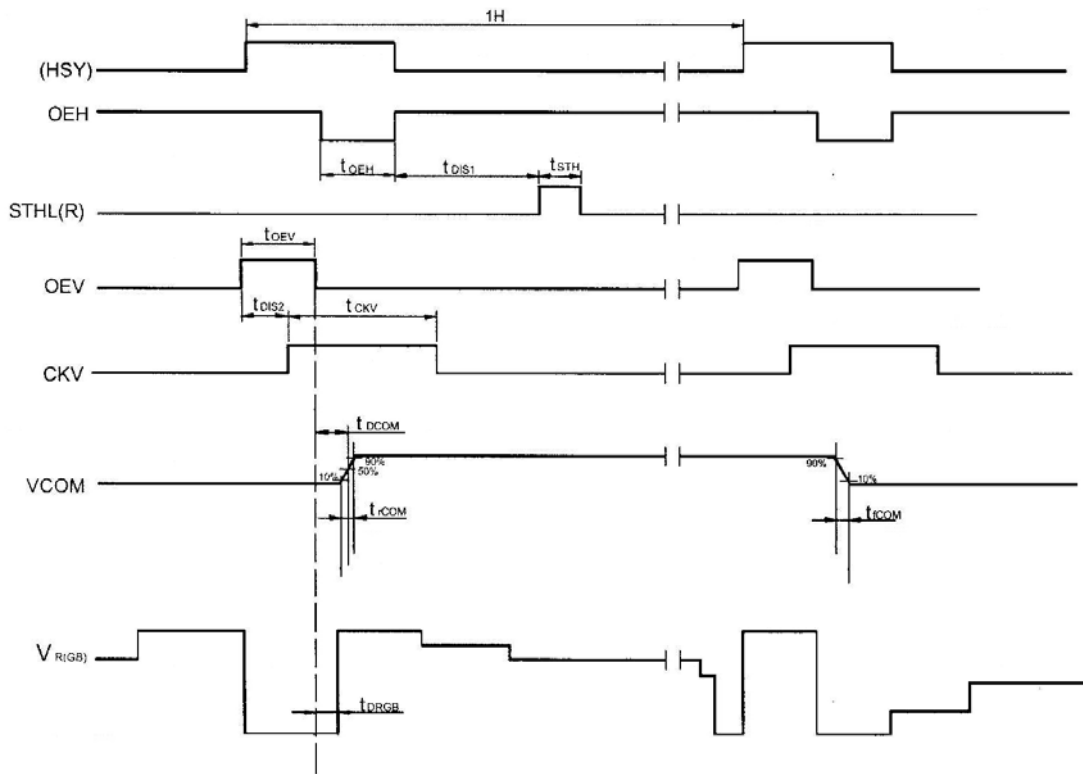 1H
(HSY)
OEH
tOEH
tDIS1
tSTH
STHL(R)
tOEV
OEV
tDIS2
tCKV
CKV
tDCOM
90%
50%
10%
VCOM
90%
10%
trCOM
tfCOM
VR(GB)
tDRGB